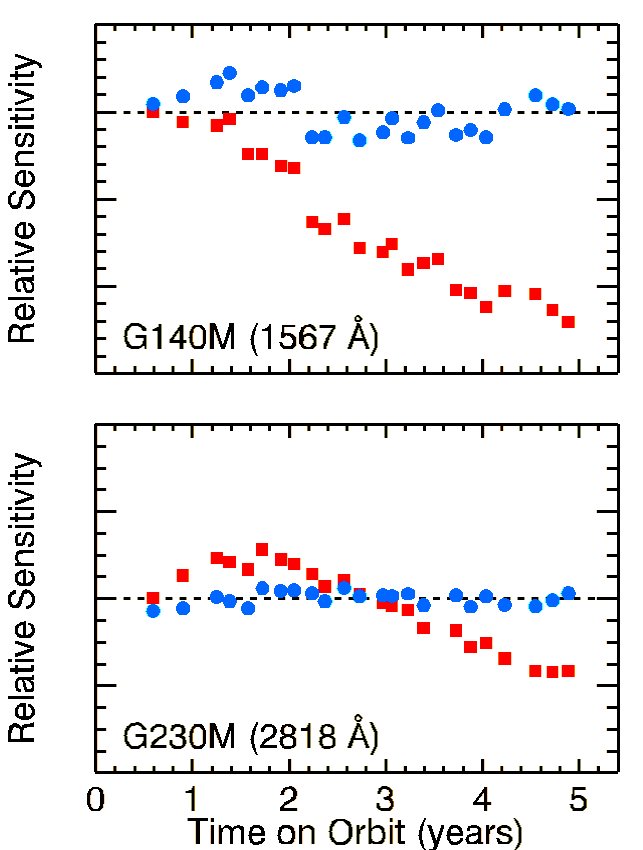 Relative Sensitivity
G140M (1567 Å)
Relative Sensitivity
G230M (2818 Å)
0 1 2 3 4 5
Time on Orbit (years)